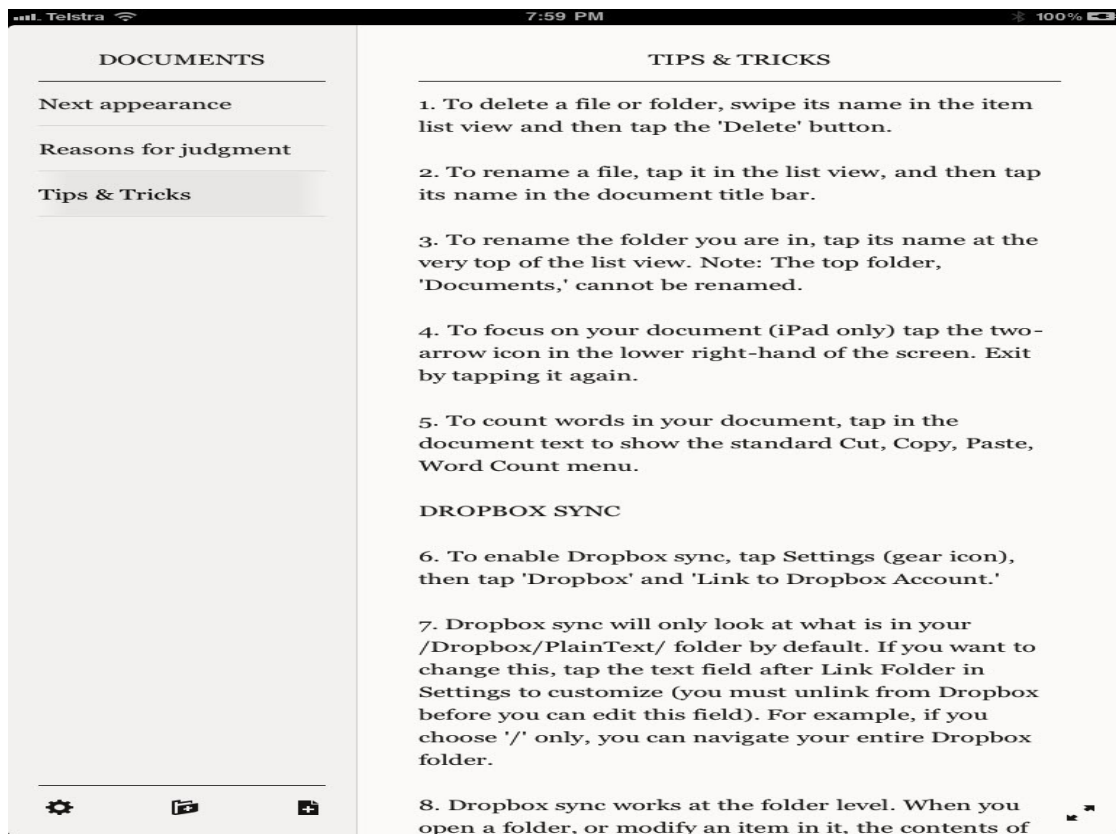 Telstra 7:59 PM 100%
DOCUMENTS
Next appearance
Reasons for judgment
Tips & Tricks
TIPS & TRICKS
1. To delete a file or folder, swipe its name in the item
list view and then tap the 'Delete' button.
2. To rename a file, tap it in the list view, and then tap
its name in the document title bar.
3. To rename the folder you are in, tap its name at the
very top of the list view. Note: The top folder,
'Documents,' cannot be renamed.
4. To focus on your document (iPad only) tap the two-
arrow icon in the lower right-hand of the screen. Exit
by tapping it again.
5. To count words in your document, tap in the
document text to show the standard Cut, Copy, Paste,
Word Count menu.
DROPBOX SYNC
6. To enable Dropbox sync, tap Settings (gear icon),
then tap 'Dropbox' and 'Link to Dropbox Account.'
7. Dropbox sync will only look at what is in your
/Dropbox/PlainText/ folder by default. If you want to
change this, tap the text field after Link Folder in
Settings to customize (you must unlink from Dropbox
before you can edit this field). For example, if you
choose '/' only, you can navigate your entire Dropbox
folder.
8. Dropbox sync works at the folder level. When you
open a folder, or modify an item in it, the contents of